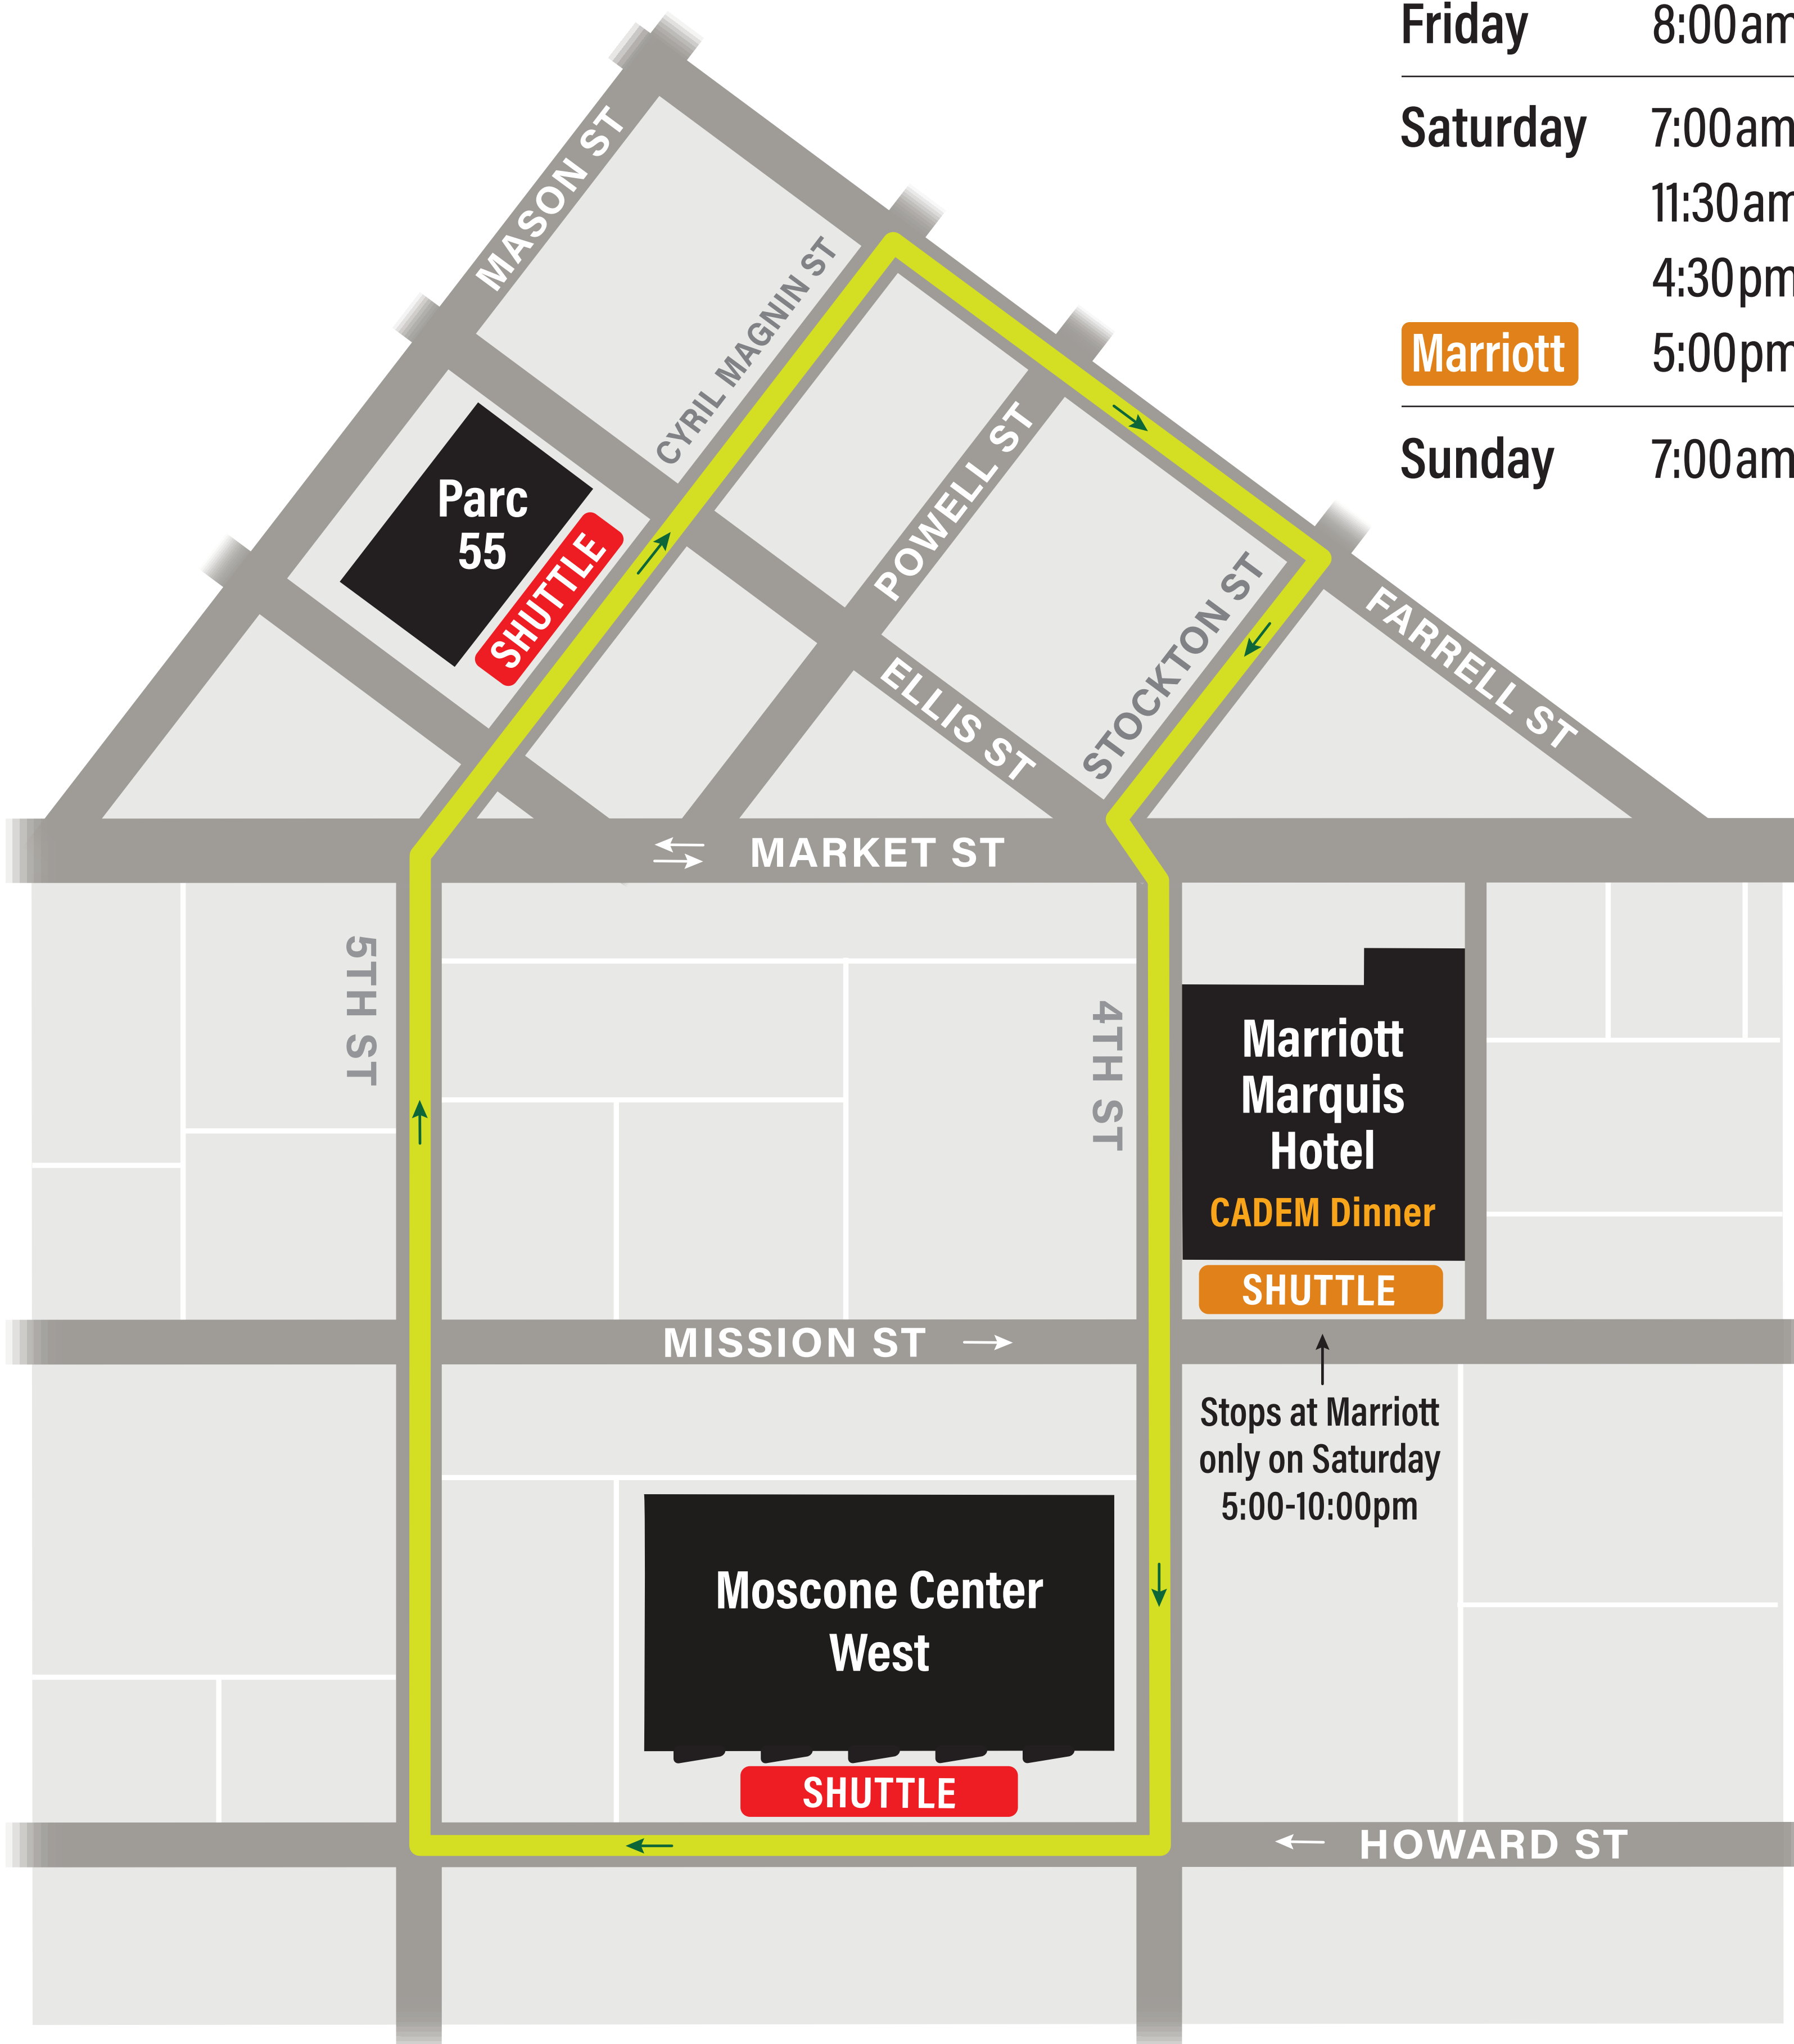 Friday 8:00am
Saturday 7:00am
11:30am
4:30pm
Marriott 5:00pm
Sunday 7:00am
MASON ST
CYRIL MAGNIN ST
POWELL ST
STOCKTON ST
ELLIS ST
FARRELL ST
Parc
55
SHUTTLE
MARKET ST
5TH ST
4TH ST
Marriott
Marquis
Hotel
CADEM Dinner
SHUTTLE
MISSION ST
Stops at Marriott
only on Saturday
5:00-10:00pm
Moscone Center
West
SHUTTLE
HOWARD ST